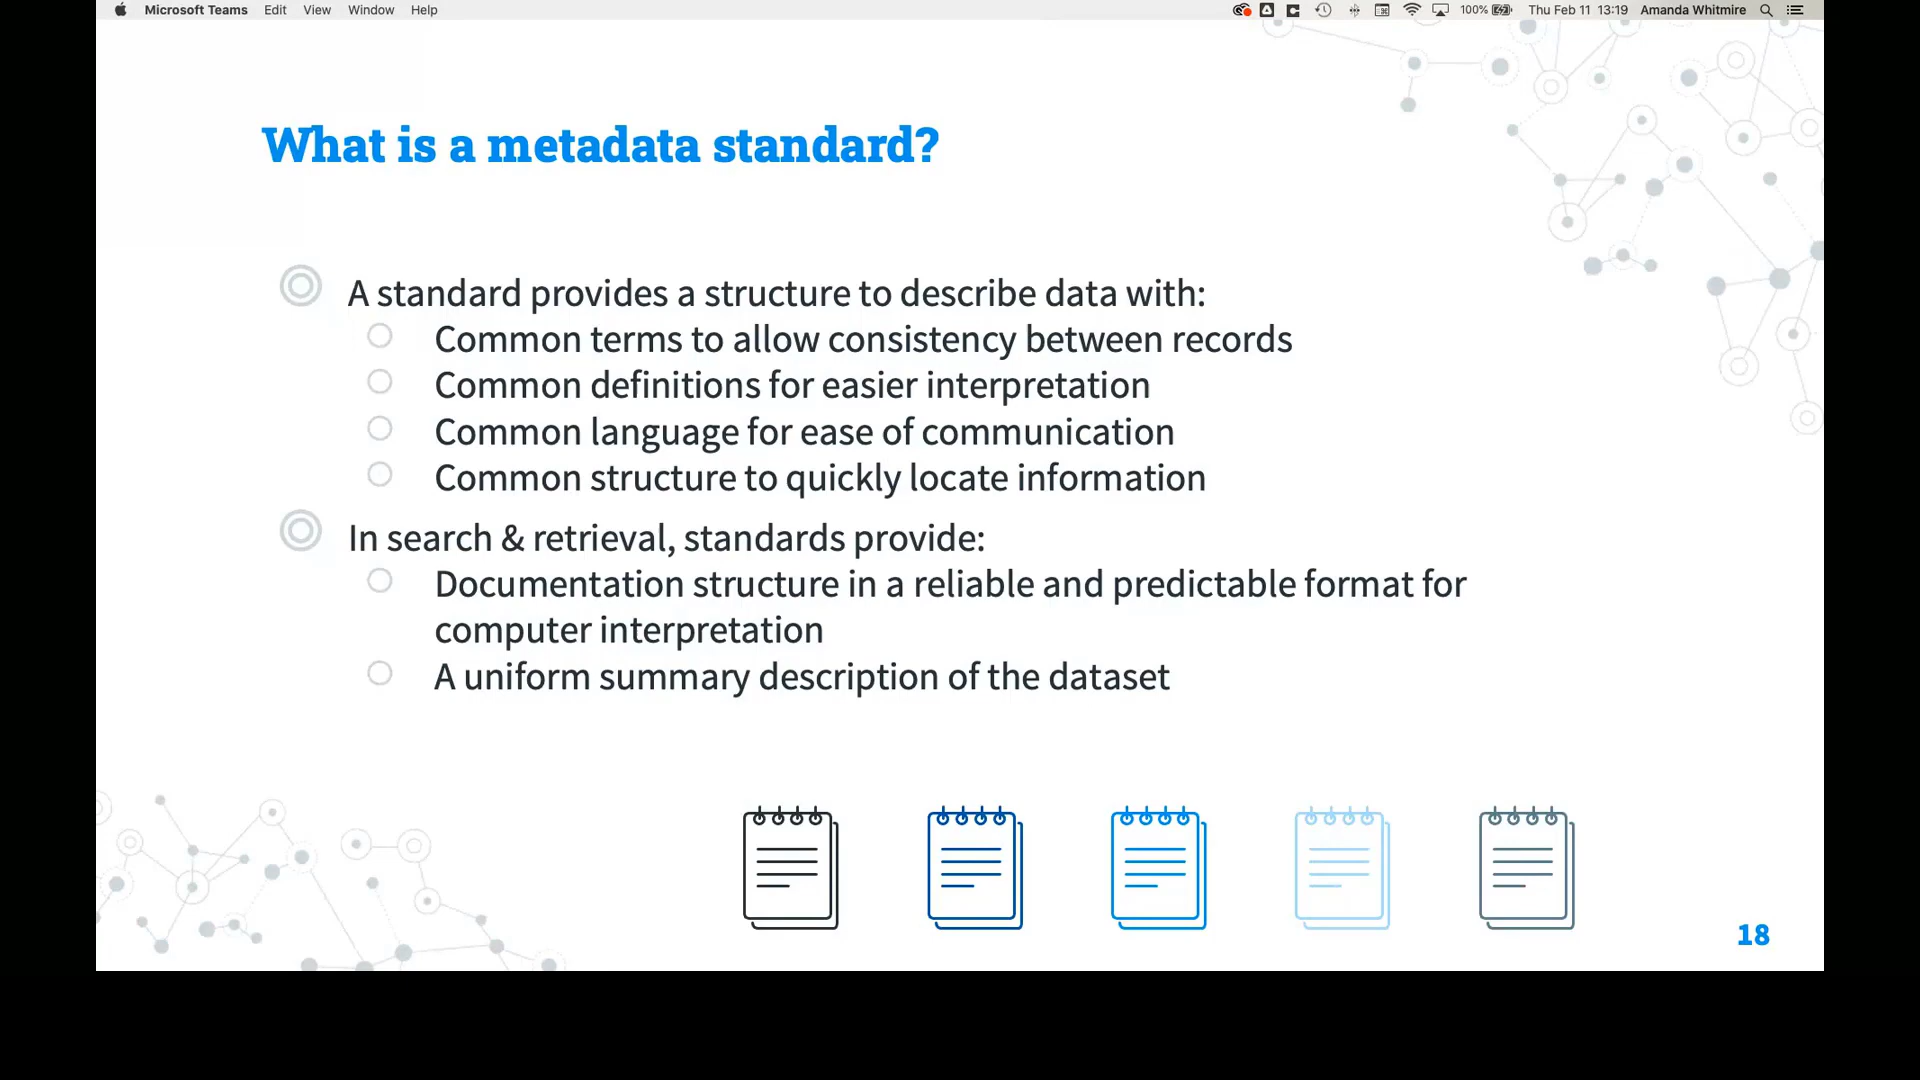 Microsoft Teams Edit View Window Help 100% Thu Feb 11 13:19 Amanda Whitmire
What is a metadata standard?
A standard provides a structure to describe data with:
Common terms to allow consistency between records
Common definitions for easier interpretation
Common language for ease of communication
Common structure to quickly locate information
In search & retrieval, standards provide:
Documentation structure in a reliable and predictable format for
computer interpretation
A uniform summary description of the dataset
18